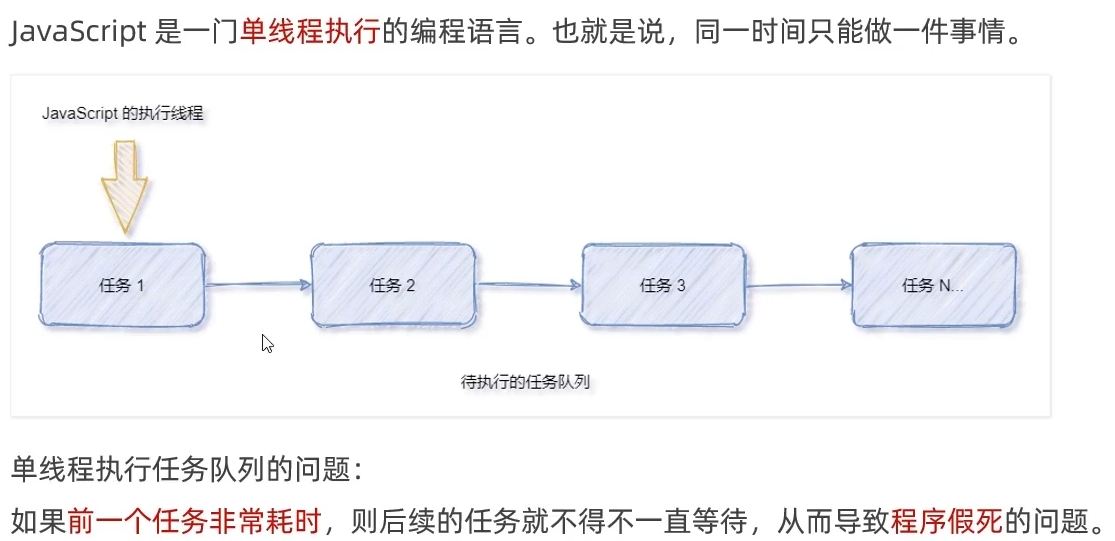 JavaScript 是一门单线程执行的编程语言。也就是说，同一时间只能做一件事情。
JavaScript 的执行线程
任务 1
任务 2
任务 3
任务 N...
待执行的任务队列
单线程执行任务队列的问题：
如果前一个任务非常耗时，则后续的任务就不得不一直等待，从而导致程序假死的问题。